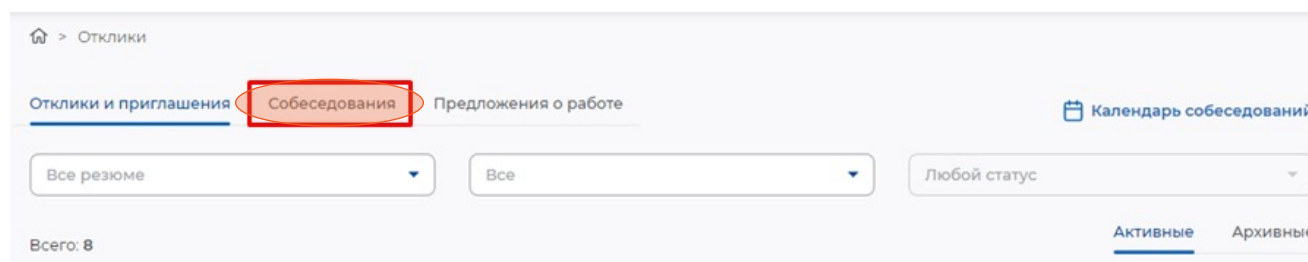 > Отклики
Отклики и приглашения Собеседования Предложения о работе
Календарь собеседований
Все резюме Все Любой статус
Активные Архивные
Всего: 8